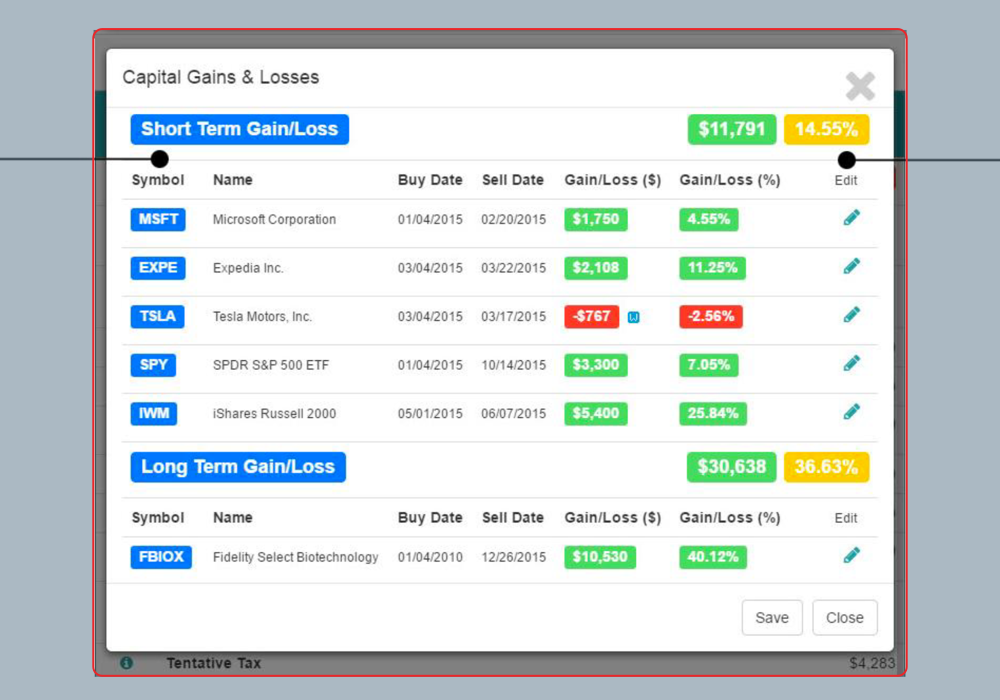 Capital Gains & Losses
Short Term Gain/Loss $11,791 14.55%
Symbol Name Buy Date Sell Date Gain/Loss ($) Gain/Loss (%) Edit
MSFT Microsoft Corporation 01/04/2015 02/20/2015 $1,750 4.55%
EXPE Expedia Inc. 03/04/2015 03/22/2015 $2,108 11.25%
TSLA Tesla Motors, Inc. 03/04/2015 03/17/2015 -$767 W -2.56%
SPY SPDR S&P 500 ETF 01/04/2015 10/14/2015 $3,300 7.05%
IWM iShares Russell 2000 05/01/2015 06/07/2015 $5,400 25.84%
Long Term Gain/Loss $30,638 36.63%
Symbol Name Buy Date Sell Date Gain/Loss ($) Gain/Loss (%) Edit
FBIOX Fidelity Select Biotechnology 01/04/2010 12/26/2015 $10,530 40.12%
Save Close
Tentative Tax $4,283